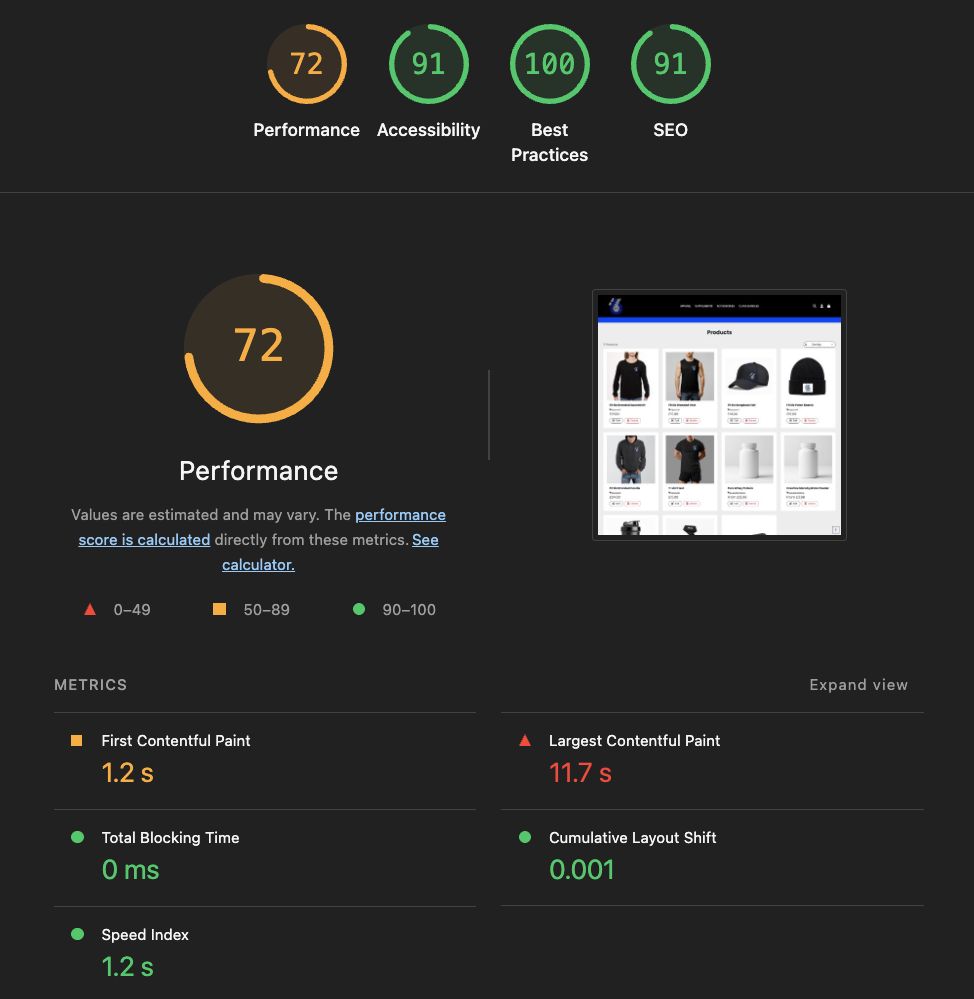 72
91
100
91
Performance
Accessibility
Best
Practices
SEO
72
Performance
Values are estimated and may vary. The performance
score is calculated directly from these metrics. See
calculator.
0–49
50–89
90–100
Products
METRICS
Expand view
First Contentful Paint
1.2 s
Largest Contentful Paint
11.7 s
Total Blocking Time
0 ms
Cumulative Layout Shift
0.001
Speed Index
1.2 s